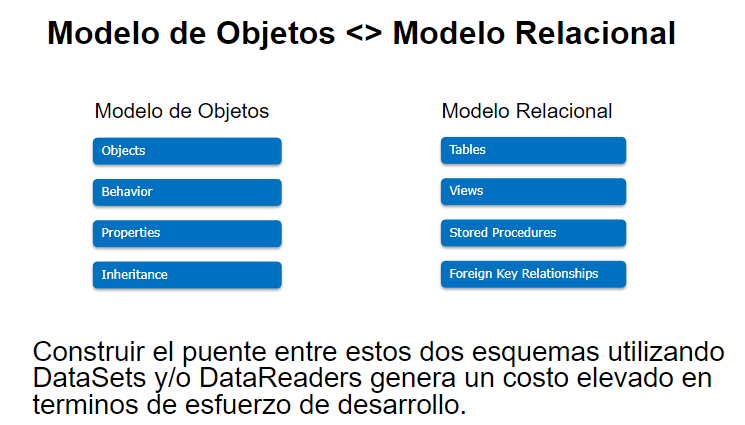 Modelo de Objetos <> Modelo Relacional
Modelo de Objetos
Objects
Behavior
Properties
Inheritance
Modelo Relacional
Tables
Views
Stored Procedures
Foreign Key Relationships
Construir el puente entre estos dos esquemas utilizando
DataSets y/o DataReaders genera un costo elevado en
terminos de esfuerzo de desarrollo.